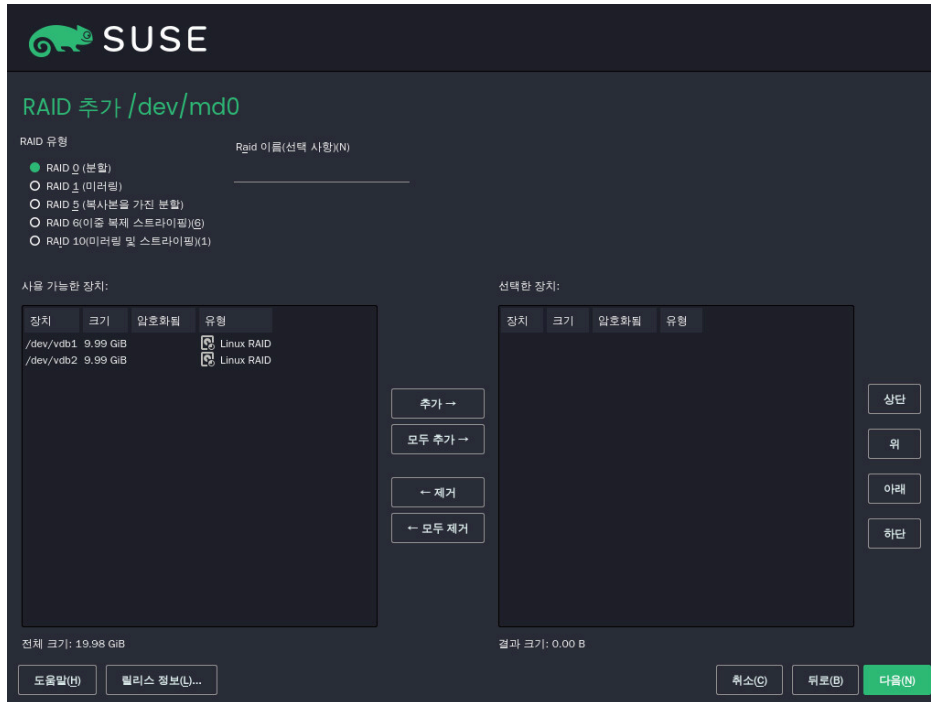 SUSE
RAID 추가 /dev/md0
RAID 유형
Raid 이름(선택 사항)(N)
RAID 0 (분할)
RAID 1 (미러링)
RAID 5 (복사본을 가진 분할)
RAID 6(이중 복제 스트라이핑)(6)
RAID 10(미러링 및 스트라이핑)(1)
사용 가능한 장치:
장치 크기 암호화됨 유형
/dev/vdb1 9.99 GiB Linux RAID
/dev/vdb2 9.99 GiB Linux RAID
전체 크기: 19.98 GiB
추가 →
모두 추가 →
← 제거
← 모두 제거
선택한 장치:
장치 크기 암호화됨 유형
결과 크기: 0.00 B
상단
위
아래
하단
도움말(H) 릴리스 정보(L)... 취소(C) 뒤로(B) 다음(N)